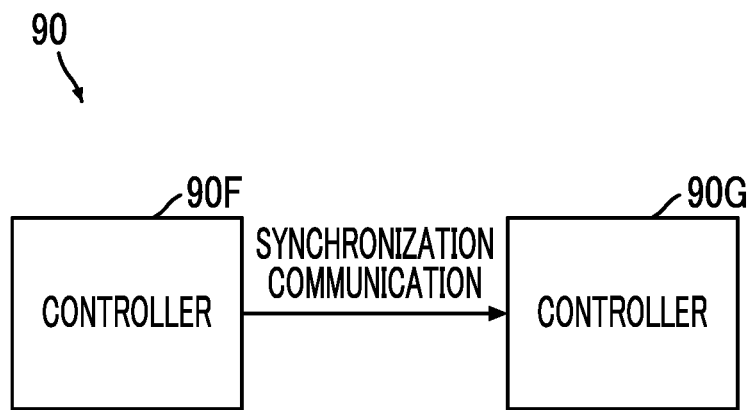 90
90F
90G
SYNCHRONIZATION
COMMUNICATION
CONTROLLER
CONTROLLER